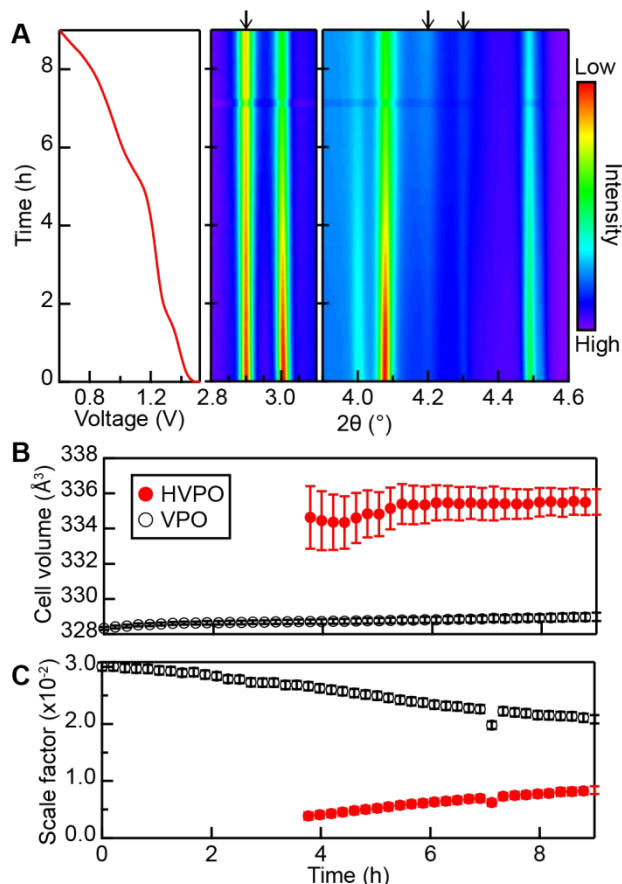 A
Time (h)
8
6
4
2
0
0.8
1.2
Voltage (V)
2.8
3.0
4.0
4.2
4.4
4.6
2θ (°)
Low
Intensity
High
B
Cell volume (Å³)
338
336
334
332
330
328
HVPO
VPO
C
Scale factor (x10⁻²)
3.0
2.0
1.0
0.0
0
2
4
6
8
Time (h)